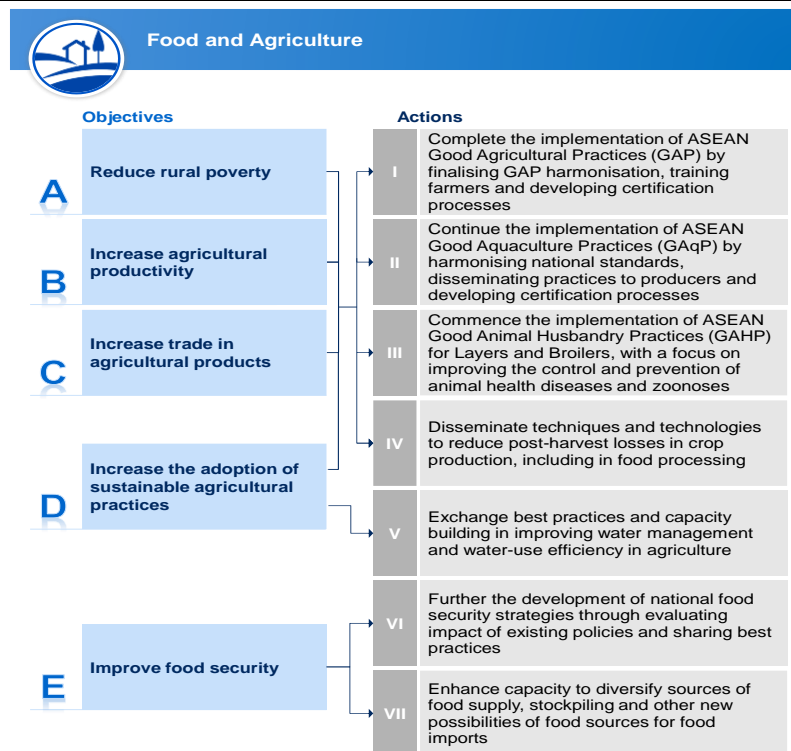 Food and Agriculture
Objectives
Actions
A
Reduce rural poverty
B
Increase agricultural
productivity
C
Increase trade in
agricultural products
D
Increase the adoption of
sustainable agricultural
practices
E
Improve food security
I
Complete the implementation of ASEAN
Good Agricultural Practices (GAP) by
finalising GAP harmonisation, training
farmers and developing certification
processes
II
Continue the implementation of ASEAN
Good Aquaculture Practices (GAqP) by
harmonising national standards,
disseminating practices to producers and
developing certification processes
III
Commence the implementation of ASEAN
Good Animal Husbandry Practices (GAHP)
for Layers and Broilers, with a focus on
improving the control and prevention of
animal health diseases and zoonoses
IV
Disseminate techniques and technologies
to reduce post-harvest losses in crop
production, including in food processing
V
Exchange best practices and capacity
building in improving water management
and water-use efficiency in agriculture
VI
Further the development of national food
security strategies through evaluating
impact of existing policies and sharing best
practices
VII
Enhance capacity to diversify sources of
food supply, stockpiling and other new
possibilities of food sources for food
imports